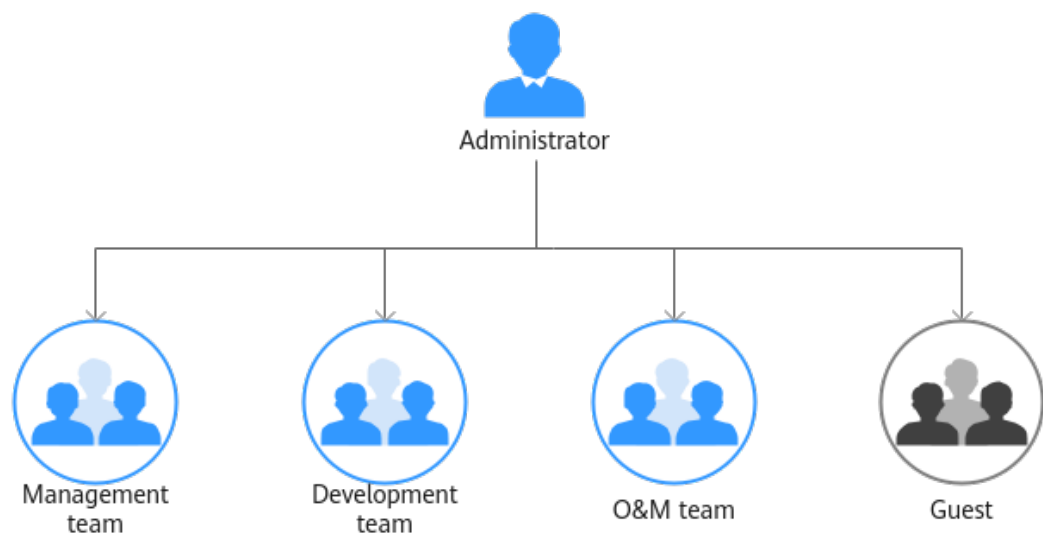 Administrator
Management
team
Development
team
O&M team
Guest